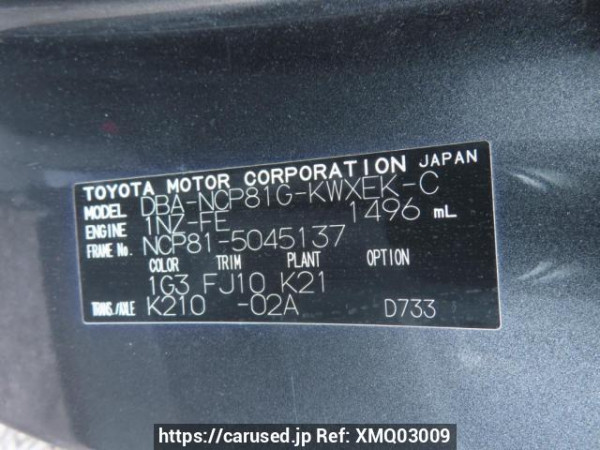 TOYOTA MOTOR CORPORATION JAPAN
MODEL DBA-NCP81G-KWXEK-C
1NZ-FE 1496 mL
FRAME No. NCP81-5045137
COLOR TRIM PLANT OPTION
1G3 FJ10 K21
TRANS./AXLE K210 -02A D733
https://carused.jp Ref: XMQ03009